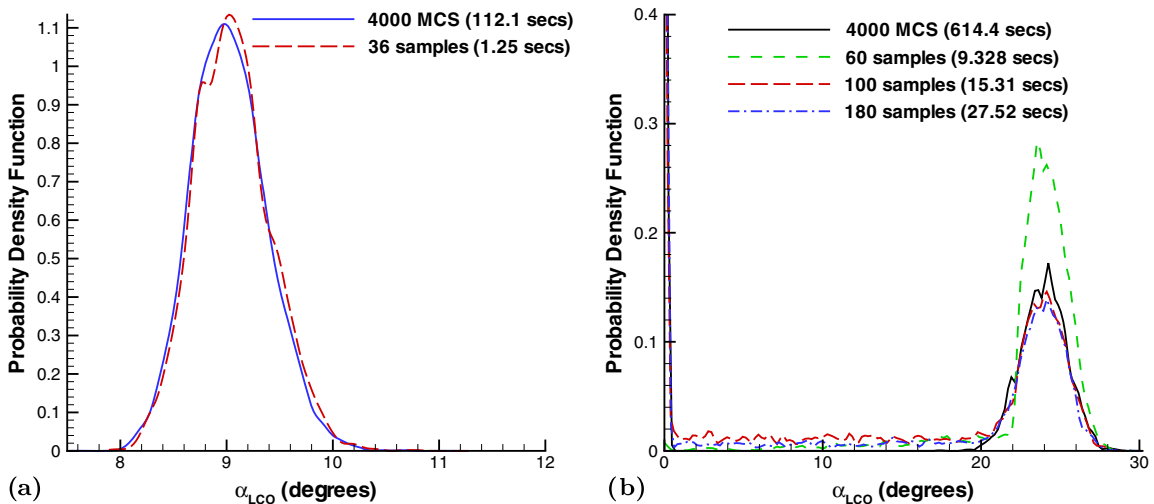 4000 MCS (112.1 secs)
36 samples (1.25 secs)
Probability Density Function
1.1
1
0.9
0.8
0.7
0.6
0.5
0.4
0.3
0.2
0.1
0
8 9 10 11 12
α_LCO (degrees)
(a)
4000 MCS (614.4 secs)
60 samples (9.328 secs)
100 samples (15.31 secs)
180 samples (27.52 secs)
Probability Density Function
0.4
0.3
0.2
0.1
0
0 10 20 30
α_LCO (degrees)
(b)